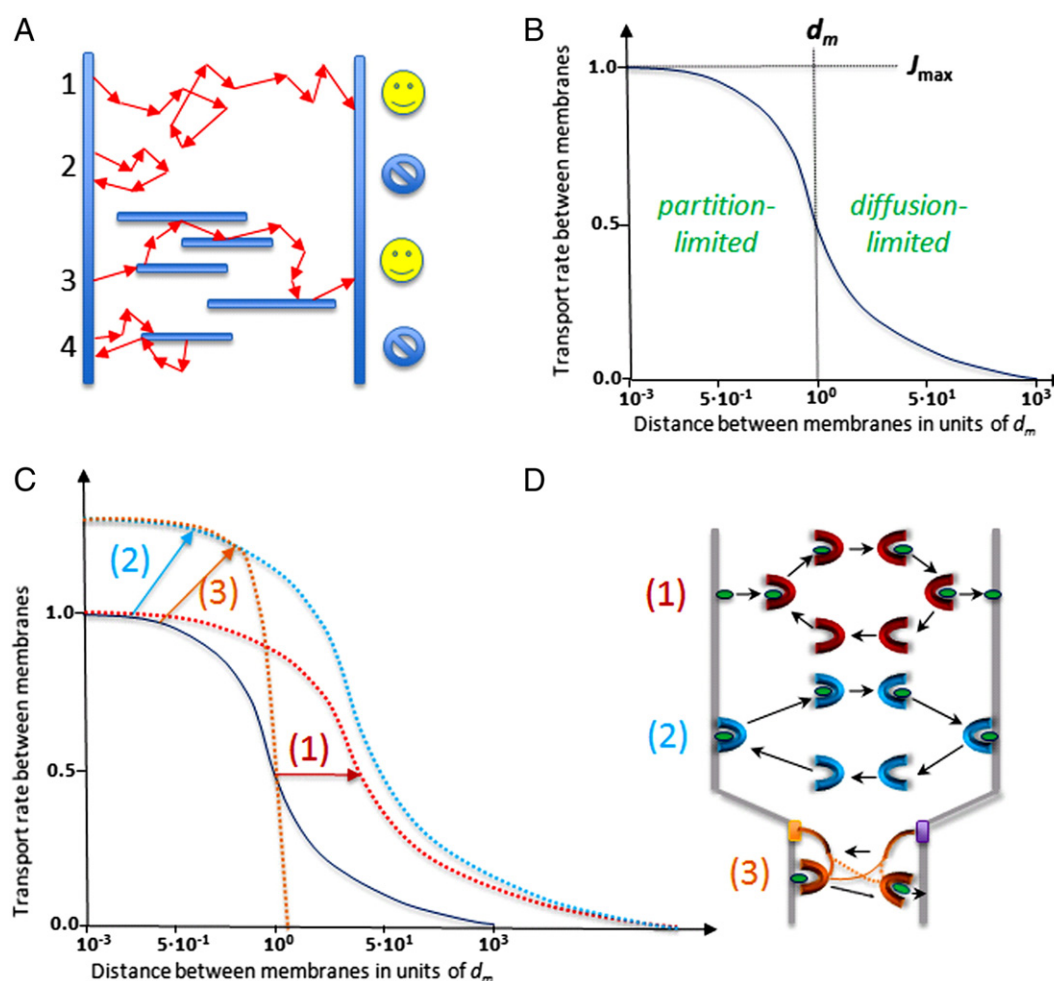 A
1
2
3
4
B
Transport rate between membranes
1.0
0.5
0.0
d_m
J_max
partition-
limited
diffusion-
limited
10^-3
5·10^-1
10^0
5·10^1
10^3
Distance between membranes in units of d_m
C
Transport rate between membranes
1.0
0.5
0.0
(2)
(3)
(1)
10^-3
5·10^-1
10^0
5·10^1
10^3
Distance between membranes in units of d_m
D
(1)
(2)
(3)